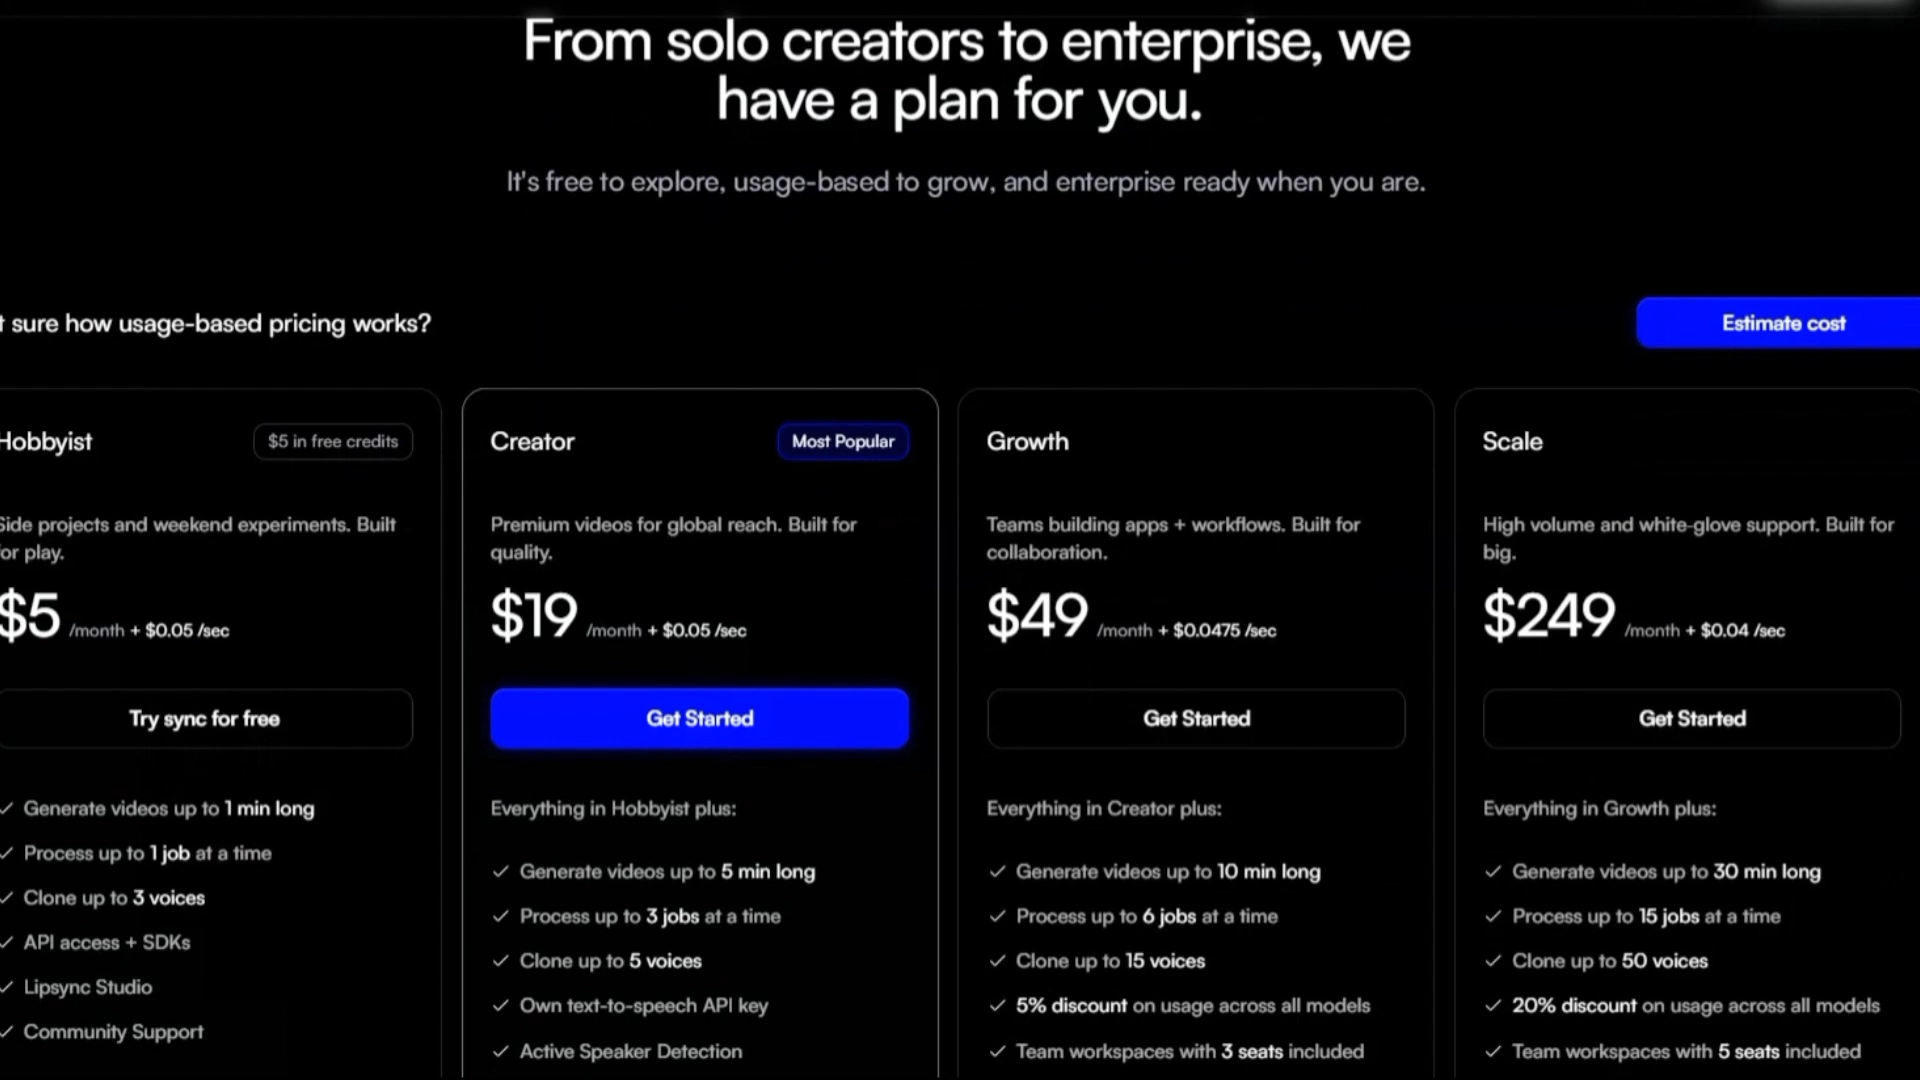 From solo creators to enterprise, we
have a plan for you.
It's free to explore, usage-based to grow, and enterprise ready when you are.
t sure how usage-based pricing works?
Estimate cost
Hobbyist
$5 in free credits
Side projects and weekend experiments. Built
for play.
$5 /month + $0.05 /sec
Try sync for free
Generate videos up to 1 min long
Process up to 1 job at a time
Clone up to 3 voices
API access + SDKs
Lipsync Studio
Community Support
Creator
Most Popular
Premium videos for global reach. Built for
quality.
$19 /month + $0.05 /sec
Get Started
Everything in Hobbyist plus:
Generate videos up to 5 min long
Process up to 3 jobs at a time
Clone up to 5 voices
Own text-to-speech API key
Active Speaker Detection
Growth
Teams building apps + workflows. Built for
collaboration.
$49 /month + $0.0475 /sec
Get Started
Everything in Creator plus:
Generate videos up to 10 min long
Process up to 6 jobs at a time
Clone up to 15 voices
5% discount on usage across all models
Team workspaces with 3 seats included
Scale
High volume and white-glove support. Built for
big.
$249 /month + $0.04 /sec
Get Started
Everything in Growth plus:
Generate videos up to 30 min long
Process up to 15 jobs at a time
Clone up to 50 voices
20% discount on usage across all models
Team workspaces with 5 seats included